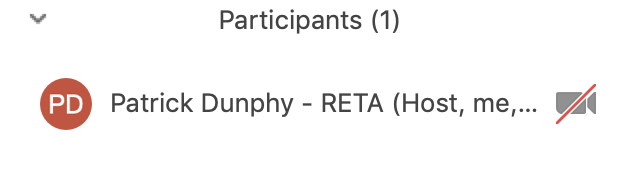 Participants (1)
PD Patrick Dunphy - RETA (Host, me,...